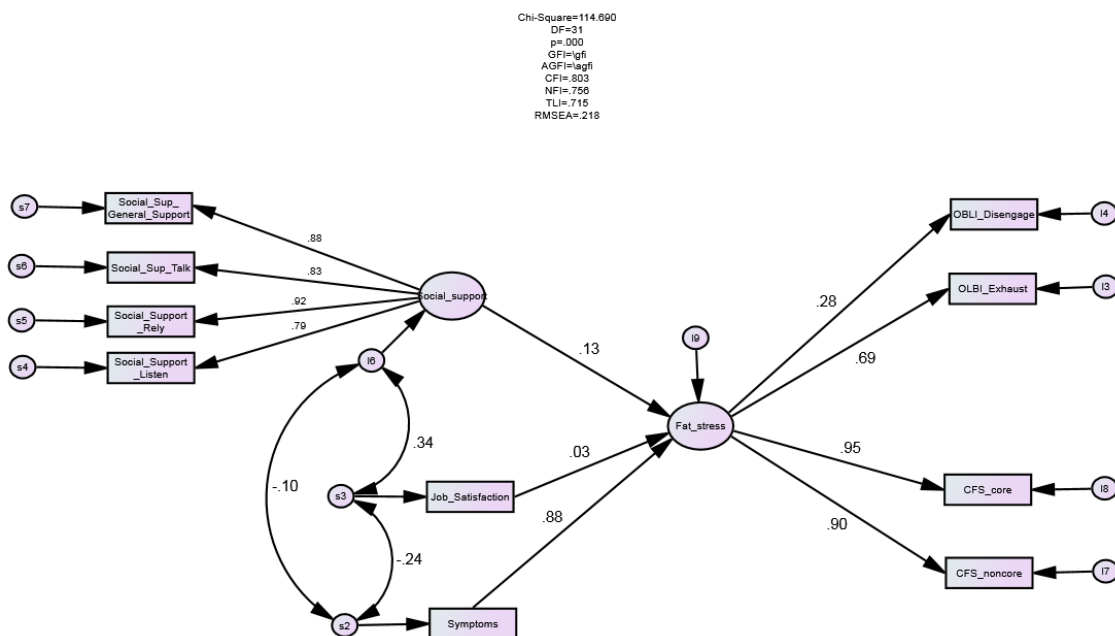 Chi-Square=114.690
DF=31
p=.000
GFI=\gfi
AGFI=\agfi
CFI=.803
NFI=.756
TLI=.715
RMSEA=.218
s7
Social_Sup_
General_Support
.88
s6
Social_Sup_Talk
.83
s5
Social_Support
_Rely
.92
s4
Social_Support
_Listen
.79
Social_support
l6
.13
l9
Fat_stress
.34
-.10
s3
Job_Satisfaction
.03
-.24
.88
s2
Symptoms
OBLI_Disengage
l4
.28
OLBI_Exhaust
l3
.69
.95
CFS_core
l8
.90
CFS_noncore
l7